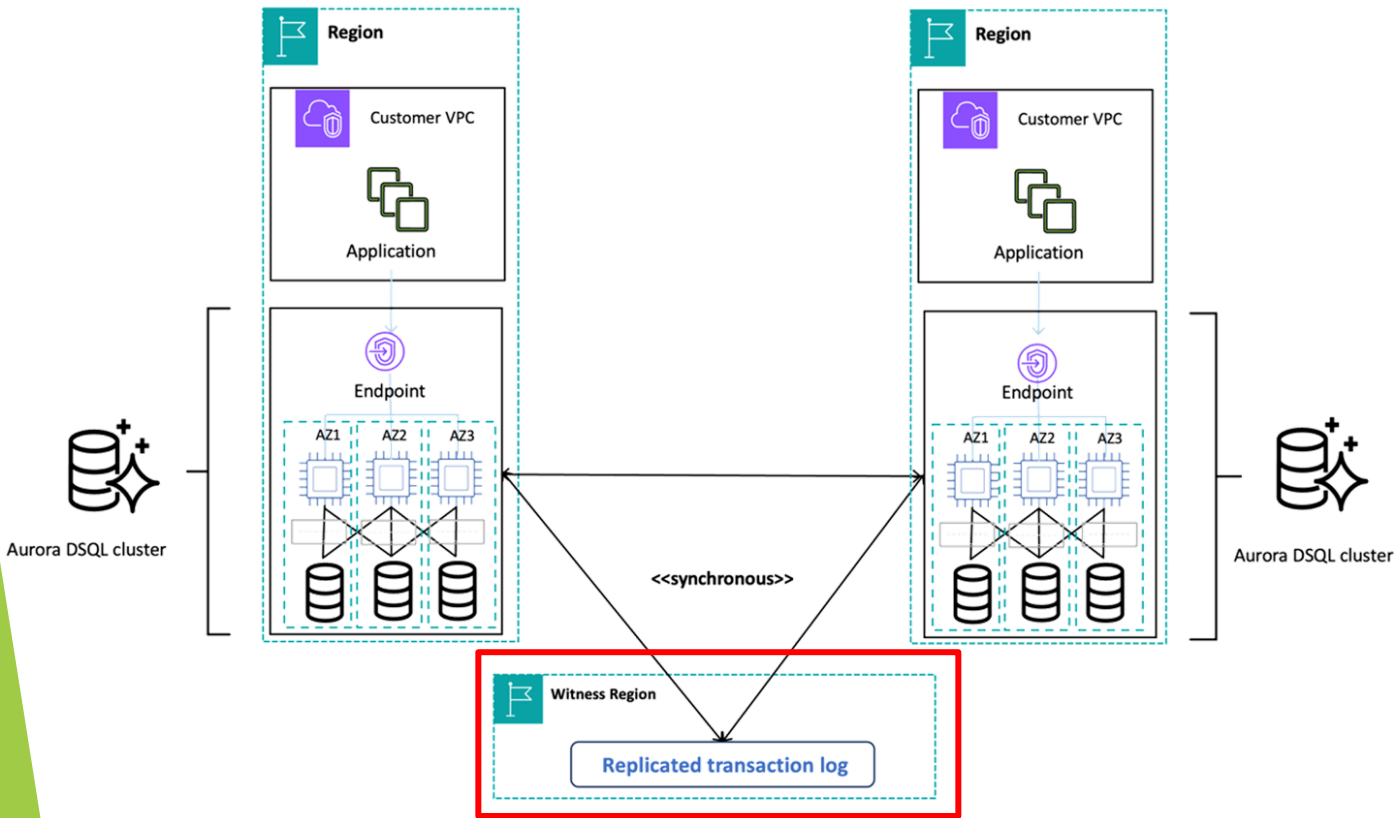 Region
Customer VPC
Application
Endpoint
AZ1 AZ2 AZ3
Aurora DSQL cluster
Region
Customer VPC
Application
Endpoint
AZ1 AZ2 AZ3
Aurora DSQL cluster
<<synchronous>>
Witness Region
Replicated transaction log